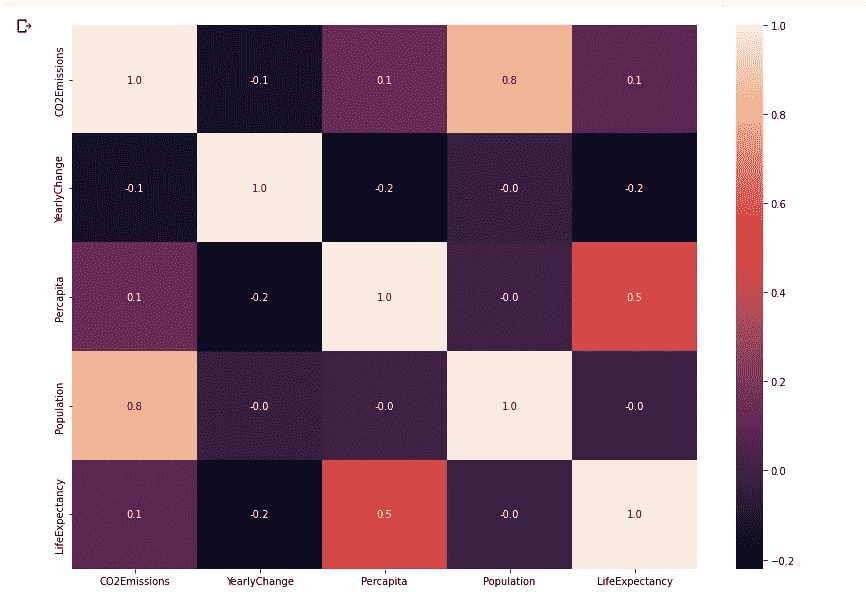 1.0
CO2Emissions 1.0 -0.1 0.1 0.8 0.1
0.8
YearlyChange -0.1 1.0 -0.2 -0.0 -0.2
0.6
Percapita 0.1 -0.2 1.0 -0.0 0.5
0.4
0.2
Population 0.8 -0.0 -0.0 1.0 -0.0
0.0
LifeExpectancy 0.1 -0.2 0.5 -0.0 1.0
-0.2
CO2Emissions YearlyChange Percapita Population LifeExpectancy